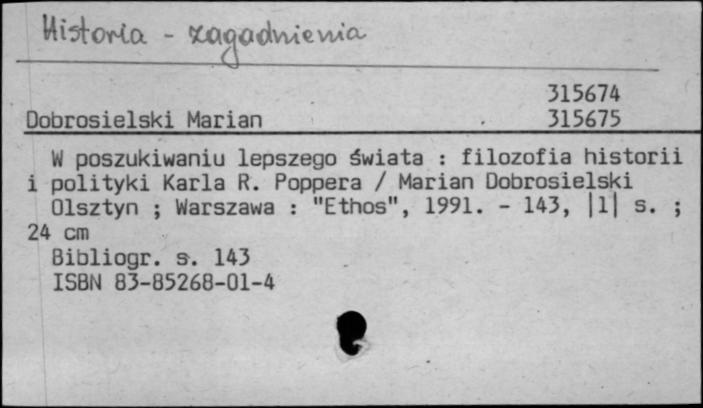 Historia - zagadnienia
315674
Dobrosielski Marian 315675
W poszukiwaniu lepszego świata : filozofia historii
i polityki Karla R. Poppera / Marian Dobrosielski
Olsztyn ; Warszawa : "Ethos", 1991. - 143, |1| s. ;
24 cm
Bibliogr. s. 143
ISBN 83-85268-01-4